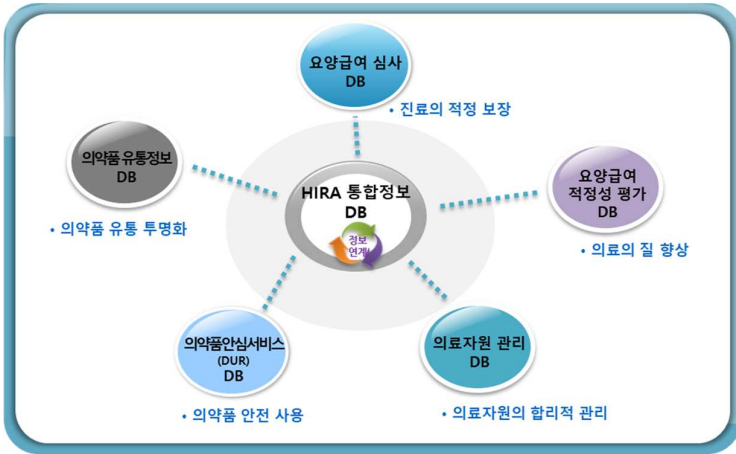 요양급여 심사
DB
• 진료의 적정 보장
의약품 유통정보
DB
• 의약품 유통 투명화
HIRA 통합정보
DB
정보
연계
요양급여
적정성 평가
DB
• 의료의 질 향상
의약품안심서비스
(DUR)
DB
• 의약품 안전 사용
의료자원 관리
DB
• 의료자원의 합리적 관리